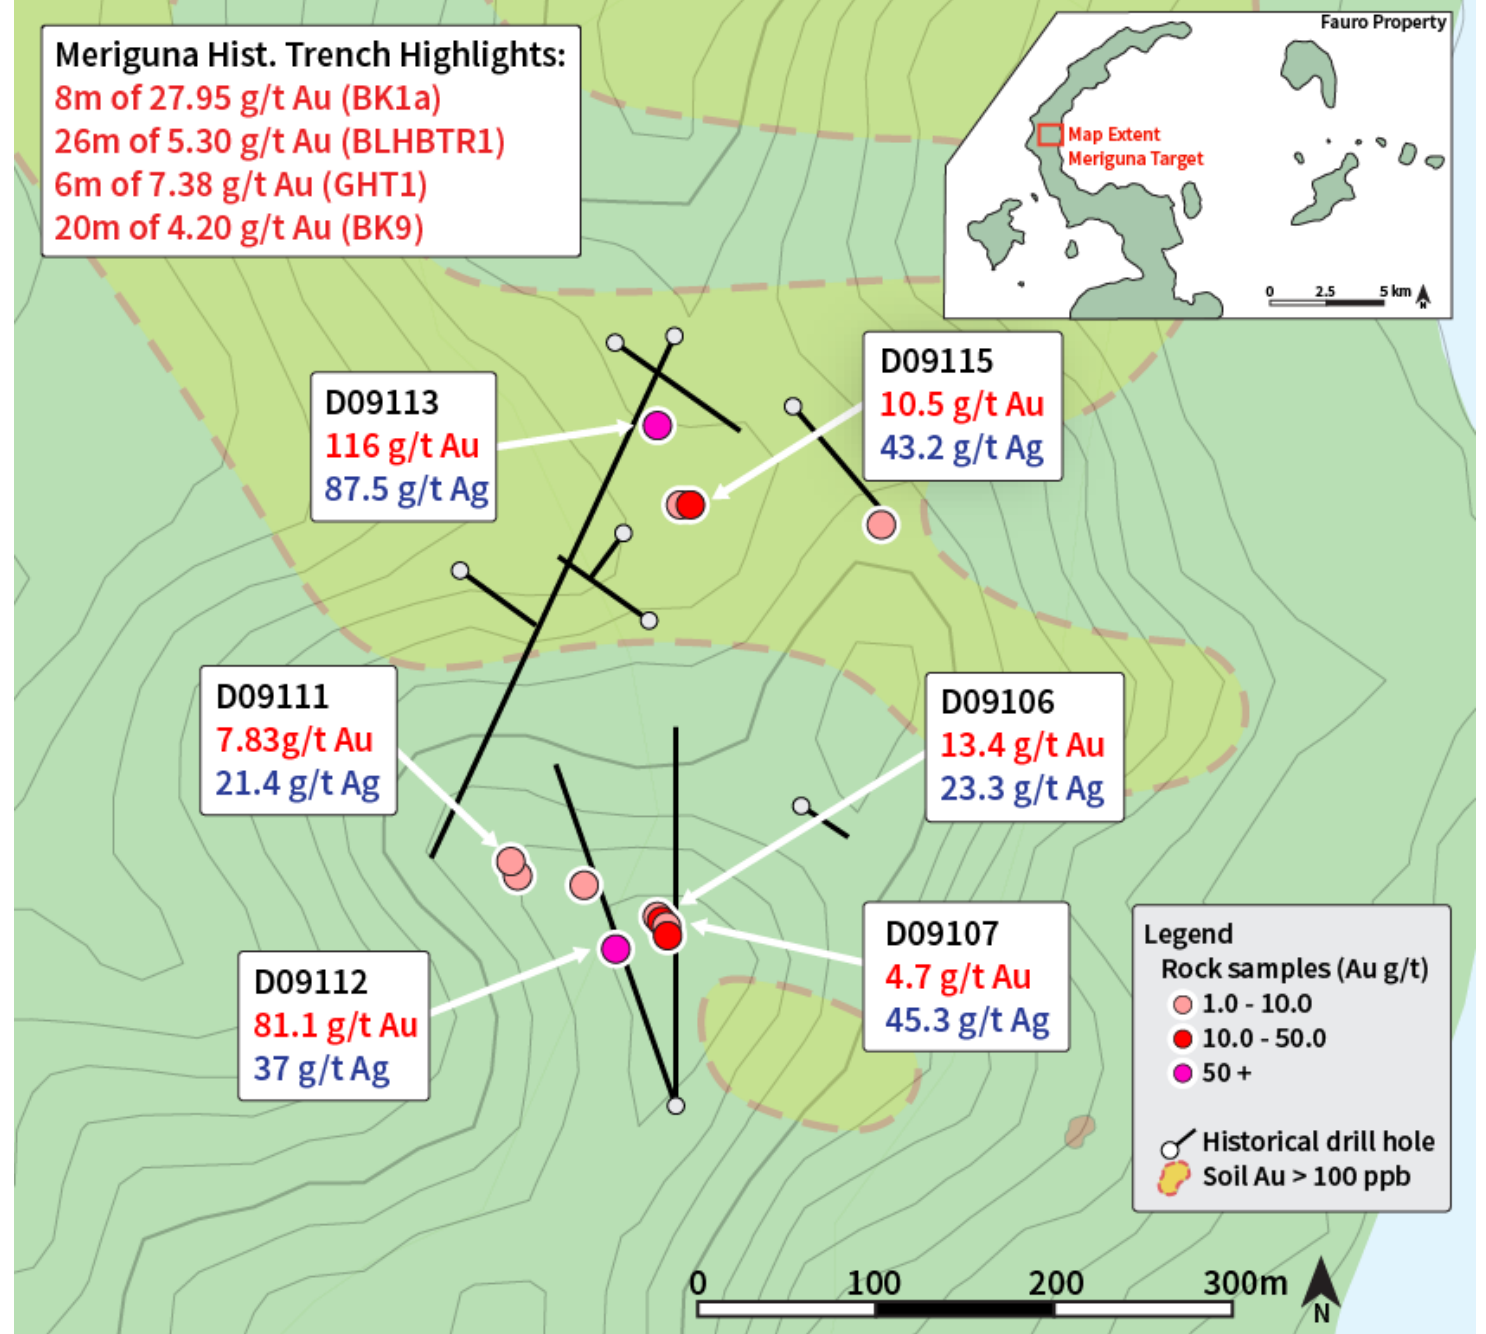 Meriguna Hist. Trench Highlights:
8m of 27.95 g/t Au (BK1a)
26m of 5.30 g/t Au (BLHBTR1)
6m of 7.38 g/t Au (GHT1)
20m of 4.20 g/t Au (BK9)
Fauro Property
Map Extent
Meriguna Target
0 2.5 5 km
N
D09115
10.5 g/t Au
43.2 g/t Ag
D09113
116 g/t Au
87.5 g/t Ag
D09111
7.83g/t Au
21.4 g/t Ag
D09106
13.4 g/t Au
23.3 g/t Ag
D09107
4.7 g/t Au
45.3 g/t Ag
D09112
81.1 g/t Au
37 g/t Ag
Legend
Rock samples (Au g/t)
1.0 - 10.0
10.0 - 50.0
50 +
Historical drill hole
Soil Au > 100 ppb
0 100 200 300m
N